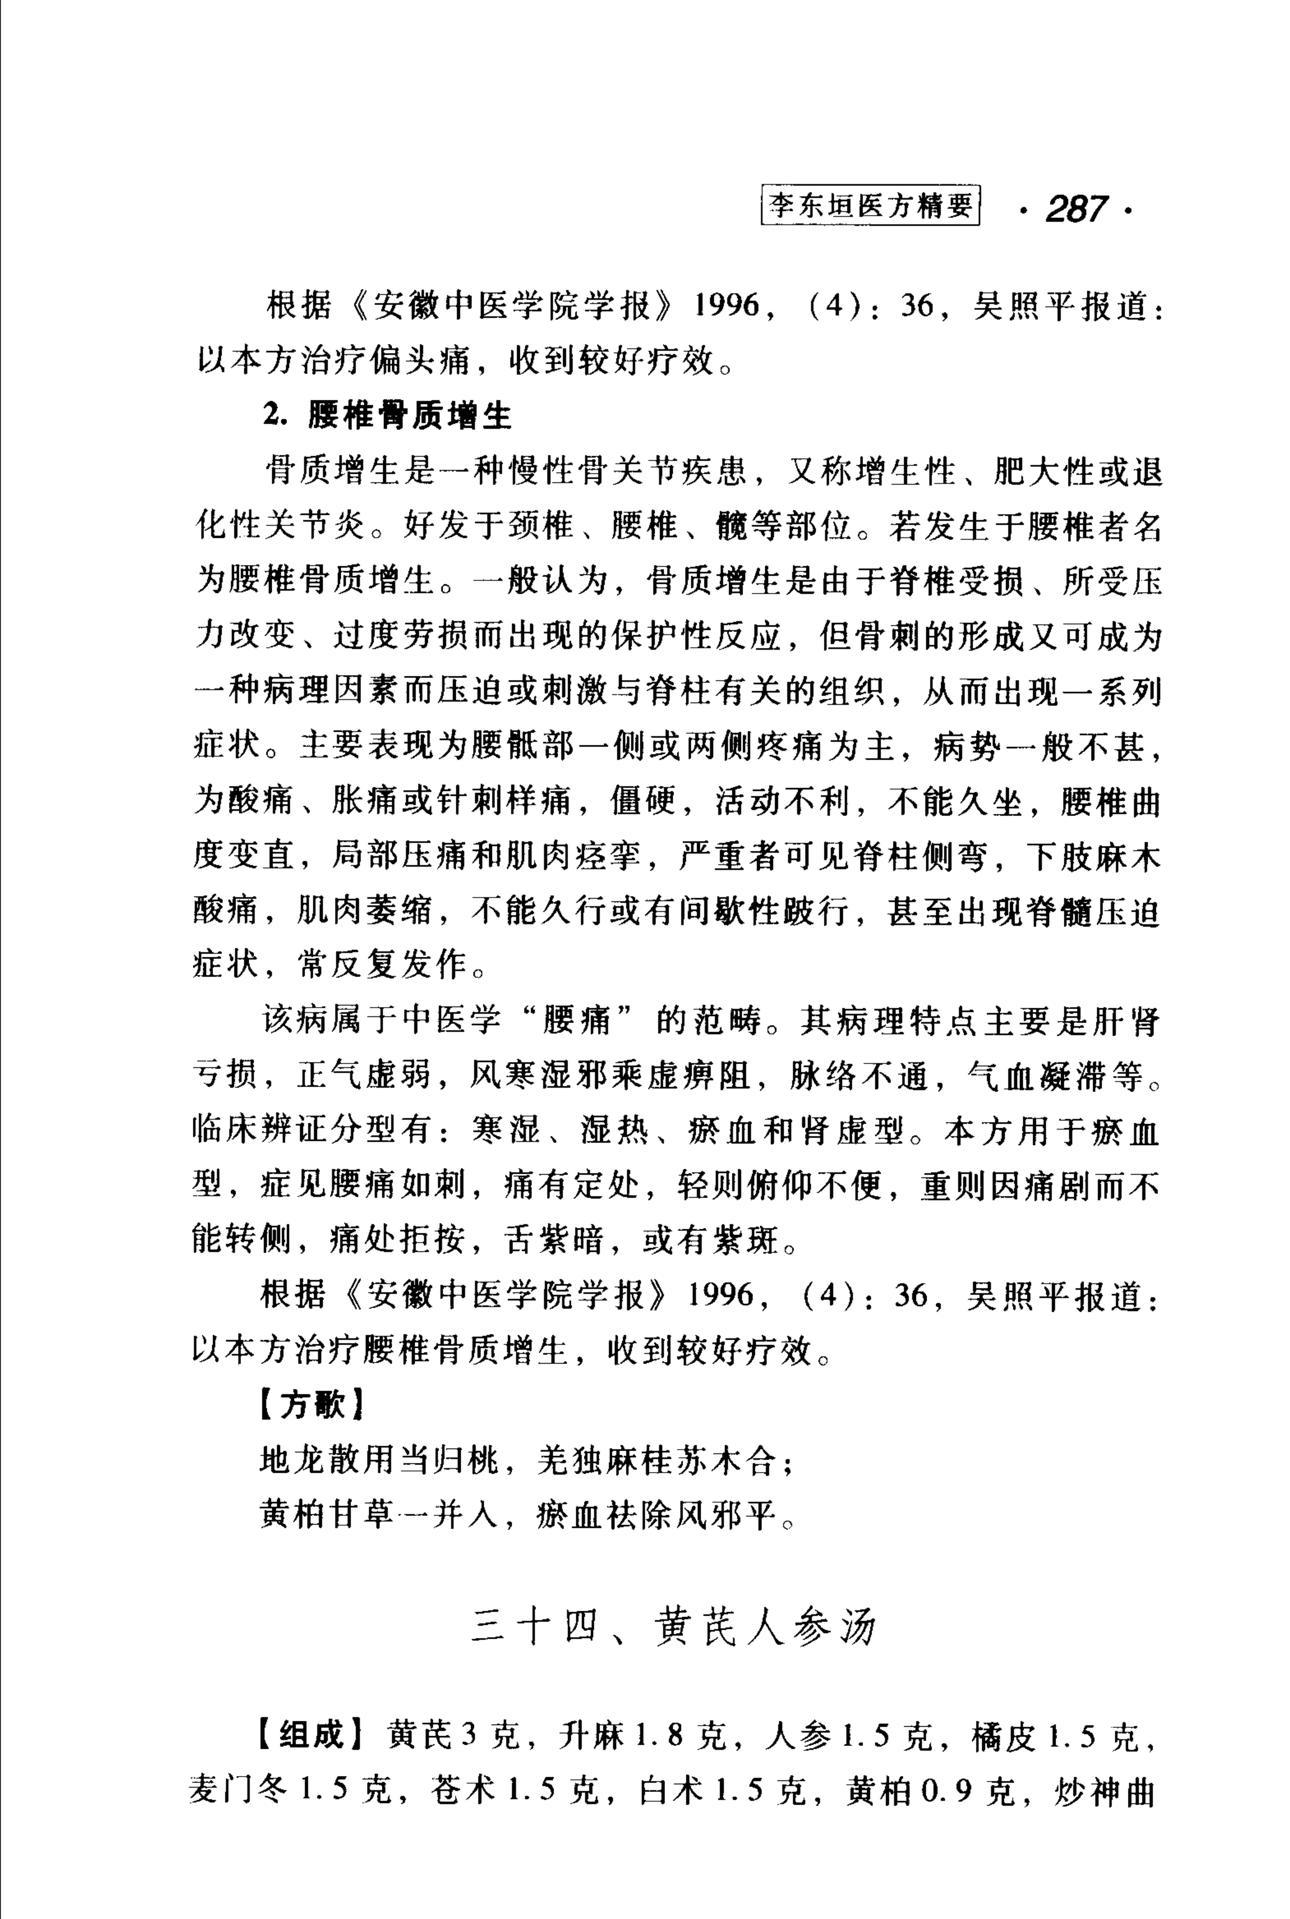 李东垣医方精要 · 287 ·
根据《安徽中医学院学报》1996，（4）：36，吴照平报道：
以本方治疗偏头痛，收到较好疗效。
2. 腰椎骨质增生
骨质增生是一种慢性骨关节疾患，又称增生性、肥大性或退
化性关节炎。好发于颈椎、腰椎、髋等部位。若发生于腰椎者名
为腰椎骨质增生。一般认为，骨质增生是由于脊椎受损、所受压
力改变、过度劳损而出现的保护性反应，但骨刺的形成又可成为
一种病理因素而压迫或刺激与脊柱有关的组织，从而出现一系列
症状。主要表现为腰骶部一侧或两侧疼痛为主，病势一般不甚，
为酸痛、胀痛或针刺样痛，僵硬，活动不利，不能久坐，腰椎曲
度变直，局部压痛和肌肉痉挛，严重者可见脊柱侧弯，下肢麻木
酸痛，肌肉萎缩，不能久行或有间歇性跛行，甚至出现脊髓压迫
症状，常反复发作。
该病属于中医学“腰痛”的范畴。其病理特点主要是肝肾
亏损，正气虚弱，风寒湿邪乘虚痹阻，脉络不通，气血凝滞等。
临床辨证分型有：寒湿、湿热、瘀血和肾虚型。本方用于瘀血
型，症见腰痛如刺，痛有定处，轻则俯仰不便，重则因痛剧而不
能转侧，痛处拒按，舌紫暗，或有紫斑。
根据《安徽中医学院学报》1996，（4）：36，吴照平报道：
以本方治疗腰椎骨质增生，收到较好疗效。
【方歌】
地龙散用当归桃，羌独麻桂苏木合；
黄柏甘草一并入，瘀血祛除风邪平。
三十四、黄芪人参汤
【组成】黄芪3克，升麻1.8克，人参1.5克，橘皮1.5克，
麦门冬1.5克，苍术1.5克，白术1.5克，黄柏0.9克，炒神曲